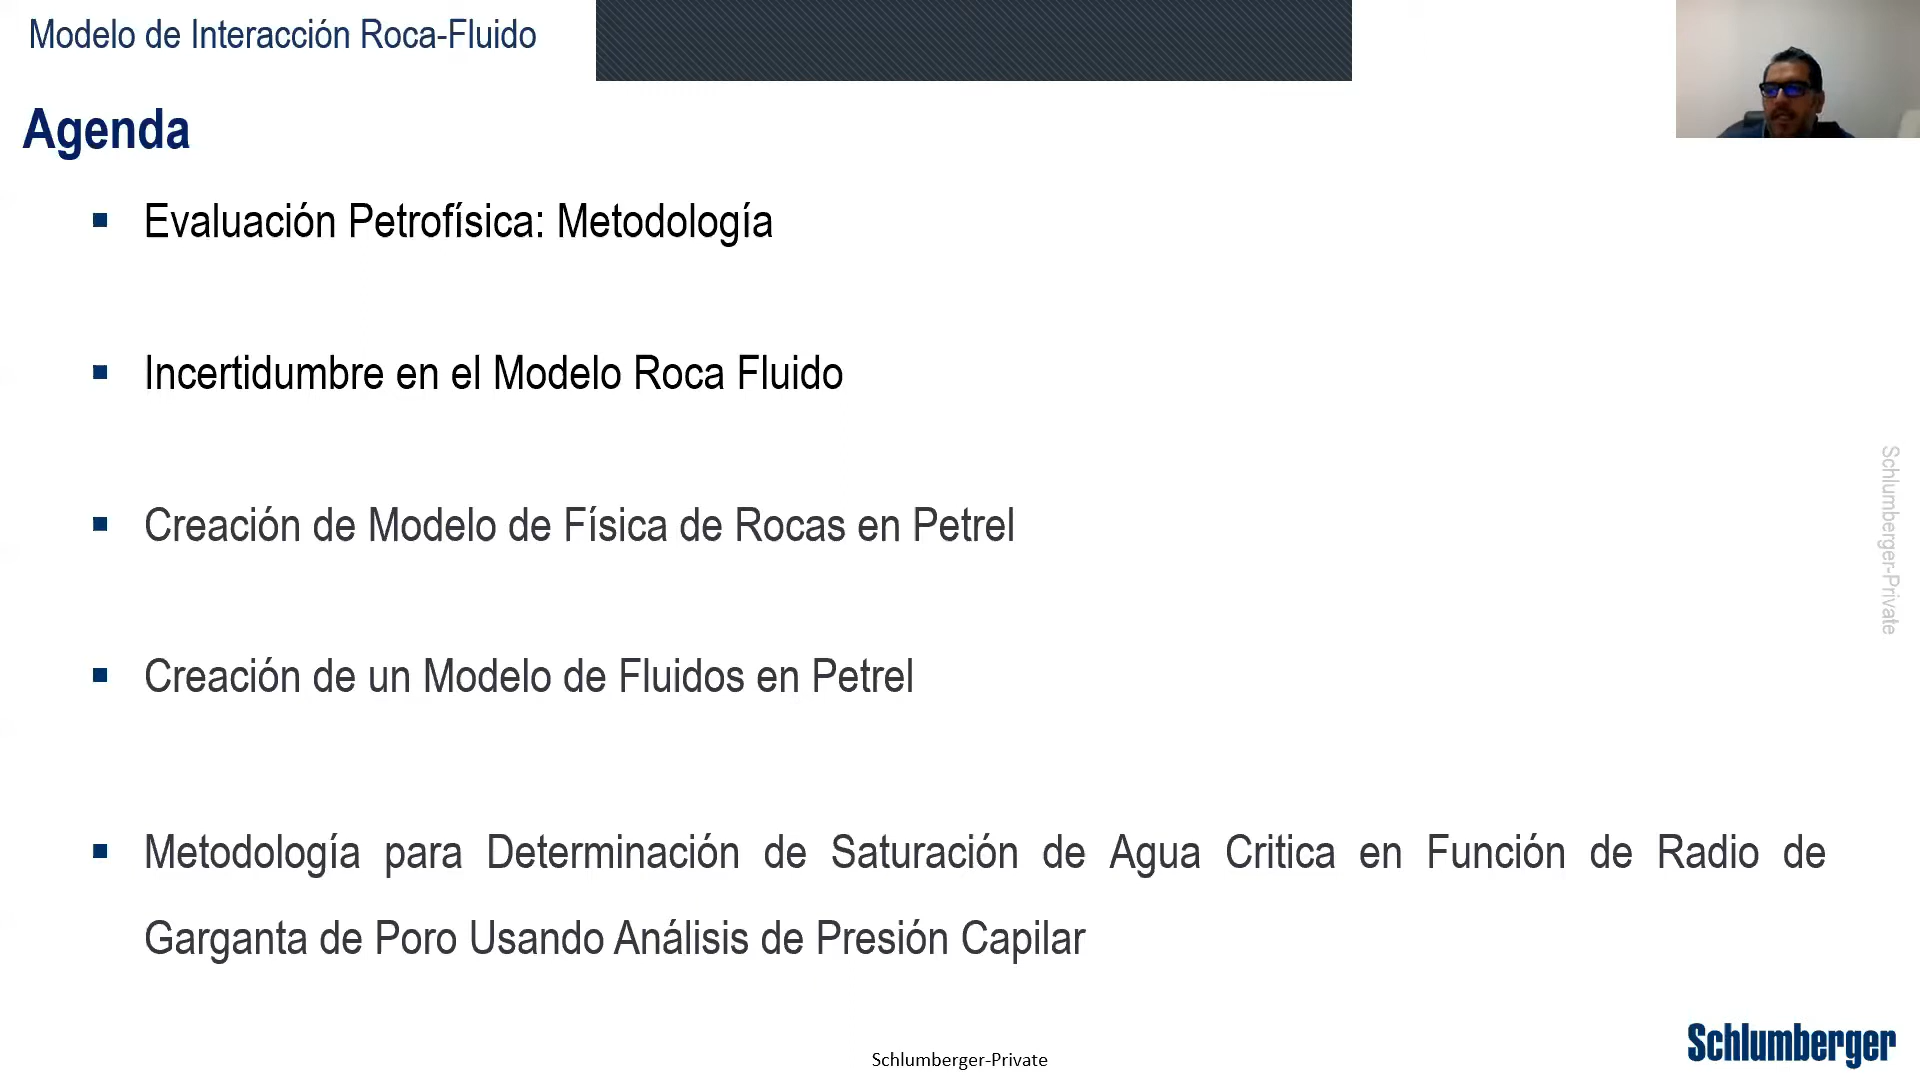 Modelo de Interacción Roca-Fluido
Agenda
▪ Evaluación Petrofísica: Metodología
▪ Incertidumbre en el Modelo Roca Fluido
▪ Creación de Modelo de Física de Rocas en Petrel
▪ Creación de un Modelo de Fluidos en Petrel
▪ Metodología para Determinación de Saturación de Agua Critica en Función de Radio de
Garganta de Poro Usando Análisis de Presión Capilar
Schlumberger-Private
Schlumberger-Private
Schlumberger